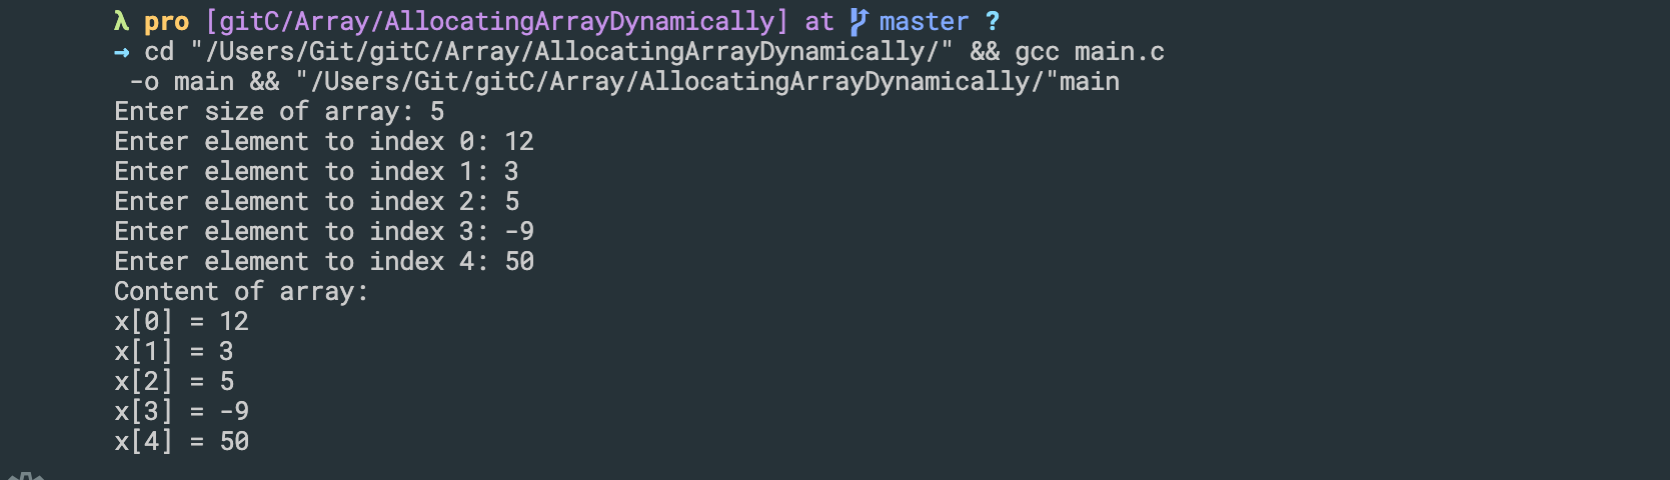 λ pro [gitC/Array/AllocatingArrayDynamically] at master ?
→ cd "/Users/Git/gitC/Array/AllocatingArrayDynamically/" && gcc main.c
-o main && "/Users/Git/gitC/Array/AllocatingArrayDynamically/"main
Enter size of array: 5
Enter element to index 0: 12
Enter element to index 1: 3
Enter element to index 2: 5
Enter element to index 3: -9
Enter element to index 4: 50
Content of array:
x[0] = 12
x[1] = 3
x[2] = 5
x[3] = -9
x[4] = 50